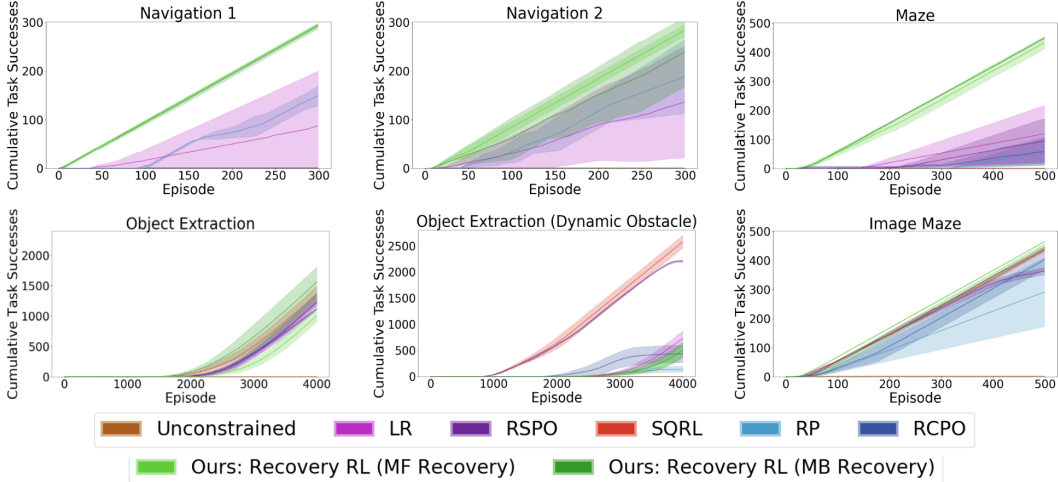 Navigation 1
Navigation 2
Maze
Cumulative Task Successes
300
200
100
0
0 50 100 150 200 250 300
Episode
Cumulative Task Successes
300
200
100
0
0 50 100 150 200 250 300
Episode
Cumulative Task Successes
500
400
300
200
100
0
0 100 200 300 400 500
Episode
Object Extraction
Object Extraction (Dynamic Obstacle)
Image Maze
Cumulative Task Successes
2000
1500
1000
500
0
0 1000 2000 3000 4000
Episode
Cumulative Task Successes
2500
2000
1500
1000
500
0
0 1000 2000 3000 4000
Episode
Cumulative Task Successes
500
400
300
200
100
0
0 100 200 300 400 500
Episode
Unconstrained LR RSPO SQRL RP RCPO
Ours: Recovery RL (MF Recovery) Ours: Recovery RL (MB Recovery)